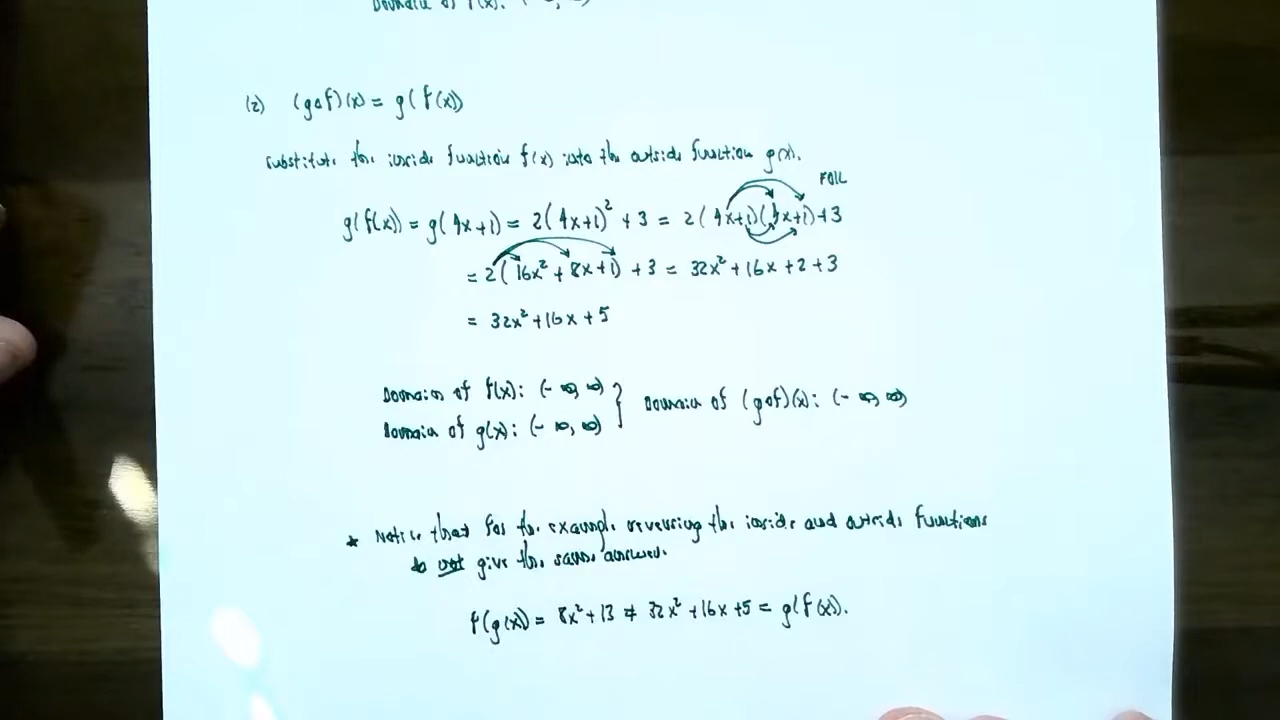 Domain of f(x): (-∞, ∞)
(2) (g∘f)(x) = g(f(x))
substitute the inside function f(x) into the outside function g(x).
FOIL
g(f(x)) = g(4x+1) = 2(4x+1)² + 3 = 2(4x+1)(4x+1)+3
= 2(16x² + 8x+1) + 3 = 32x² + 16x + 2 + 3
= 32x² + 16x + 5
Domain of f(x): (-∞, ∞) } Domain of (g∘f)(x): (-∞, ∞)
Domain of g(x): (-∞, ∞)
* Notice that for the example reversing the inside and outside functions
do not give the same answer.
f(g(x)) = 8x² + 13 ≠ 32x² + 16x + 5 = g(f(x)).